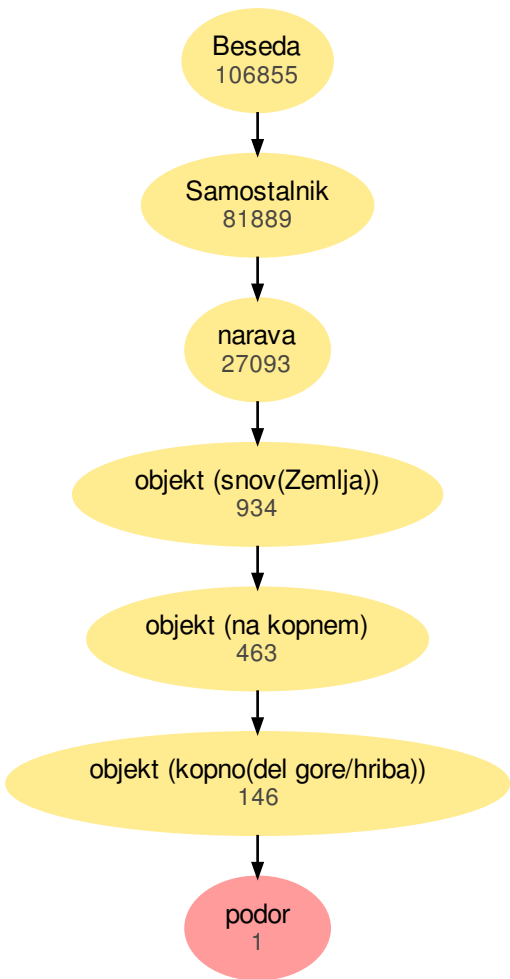 Beseda
106855
Samostalnik
81889
narava
27093
objekt (snov(Zemlja))
934
objekt (na kopnem)
463
objekt (kopno(del gore/hriba))
146
podor
1